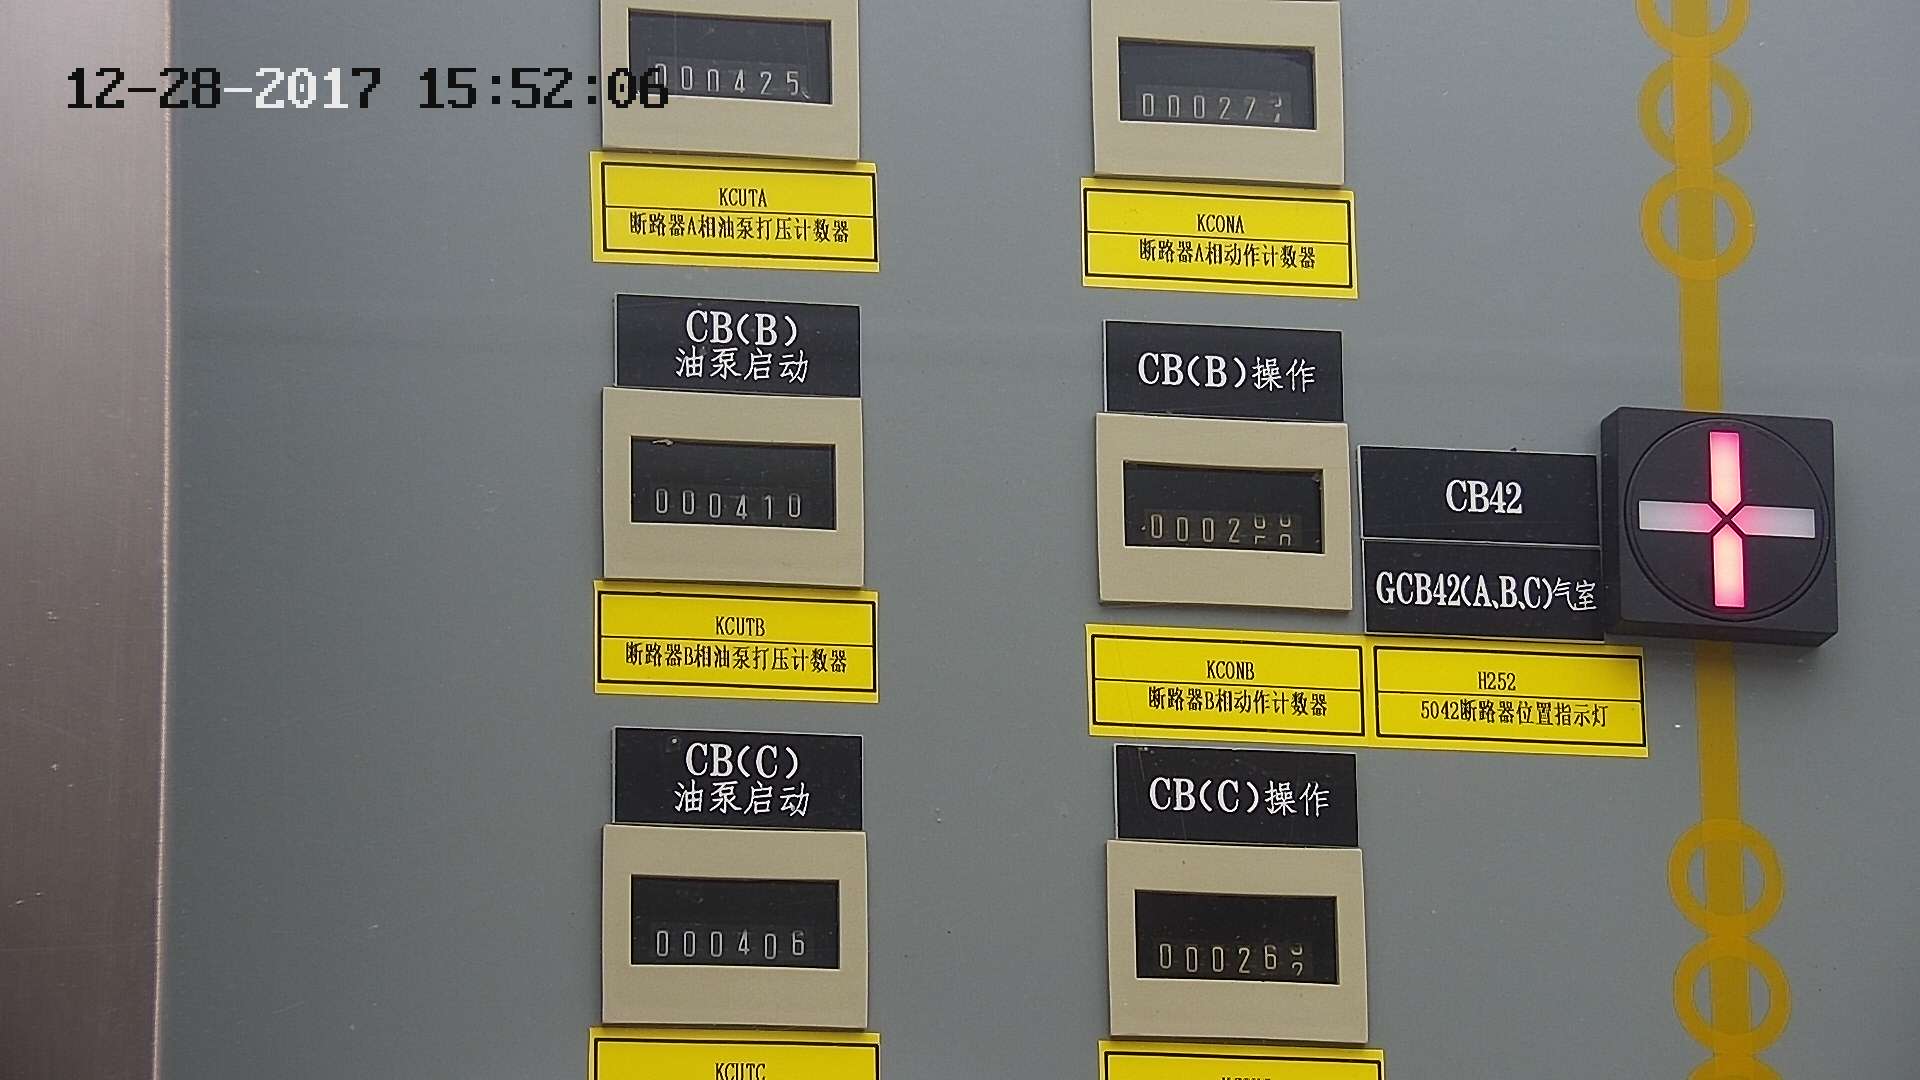 12-28-2017 15:52:06
000425
00027
KCUTA
断路器A相油泵打压计数器
KCONA
断路器A相动作计数器
CB(B)
油泵启动
CB(B)操作
000410
0002
CB42
GCB42(A、B、C)气室
KCUTB
断路器B相油泵打压计数器
KCONB
断路器B相动作计数器
H252
5042断路器位置指示灯
CB(C)
油泵启动
CB(C)操作
000406
00026
KCUTC